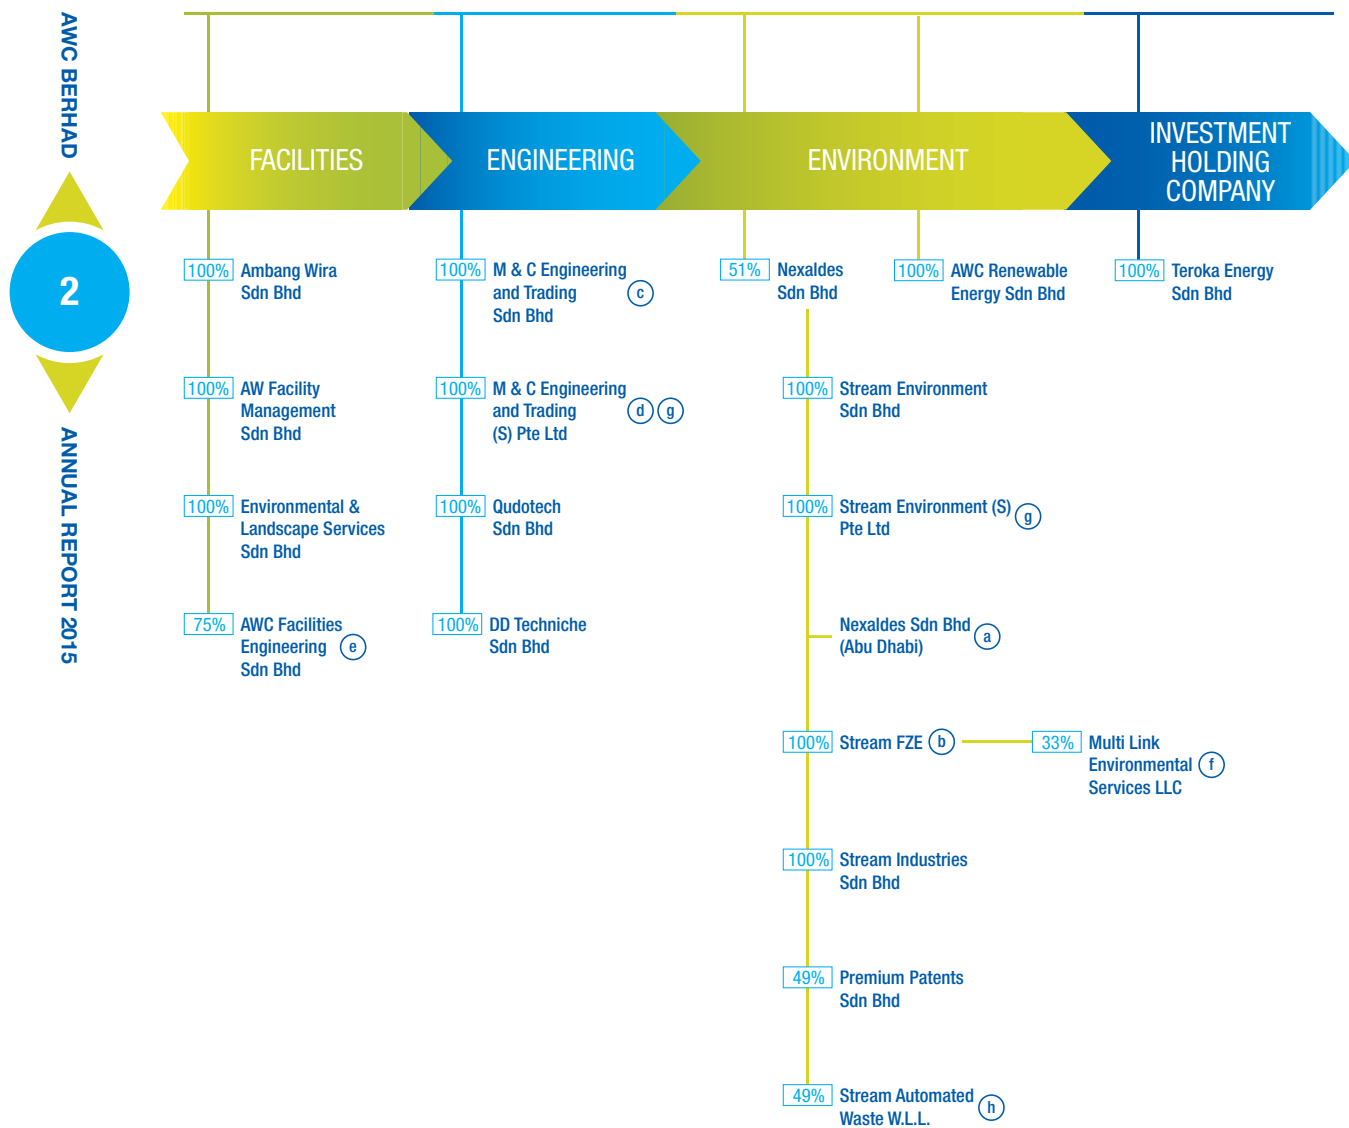 AWC BERHAD
2
ANNUAL REPORT 2015
FACILITIES
ENGINEERING
ENVIRONMENT
INVESTMENT
HOLDING
COMPANY
100% Ambang Wira
Sdn Bhd
100% AW Facility
Management
Sdn Bhd
100% Environmental &
Landscape Services
Sdn Bhd
75% AWC Facilities
Engineering e
Sdn Bhd
100% M & C Engineering
and Trading c
Sdn Bhd
100% M & C Engineering
and Trading d g
(S) Pte Ltd
100% Qudotech
Sdn Bhd
100% DD Techniche
Sdn Bhd
51% Nexaldes
Sdn Bhd
100% Stream Environment
Sdn Bhd
100% Stream Environment (S) g
Pte Ltd
Nexaldes Sdn Bhd a
(Abu Dhabi)
100% Stream FZE b
33% Multi Link
Environmental f
Services LLC
100% Stream Industries
Sdn Bhd
49% Premium Patents
Sdn Bhd
49% Stream Automated h
Waste W.L.L.
100% AWC Renewable
Energy Sdn Bhd
100% Teroka Energy
Sdn Bhd